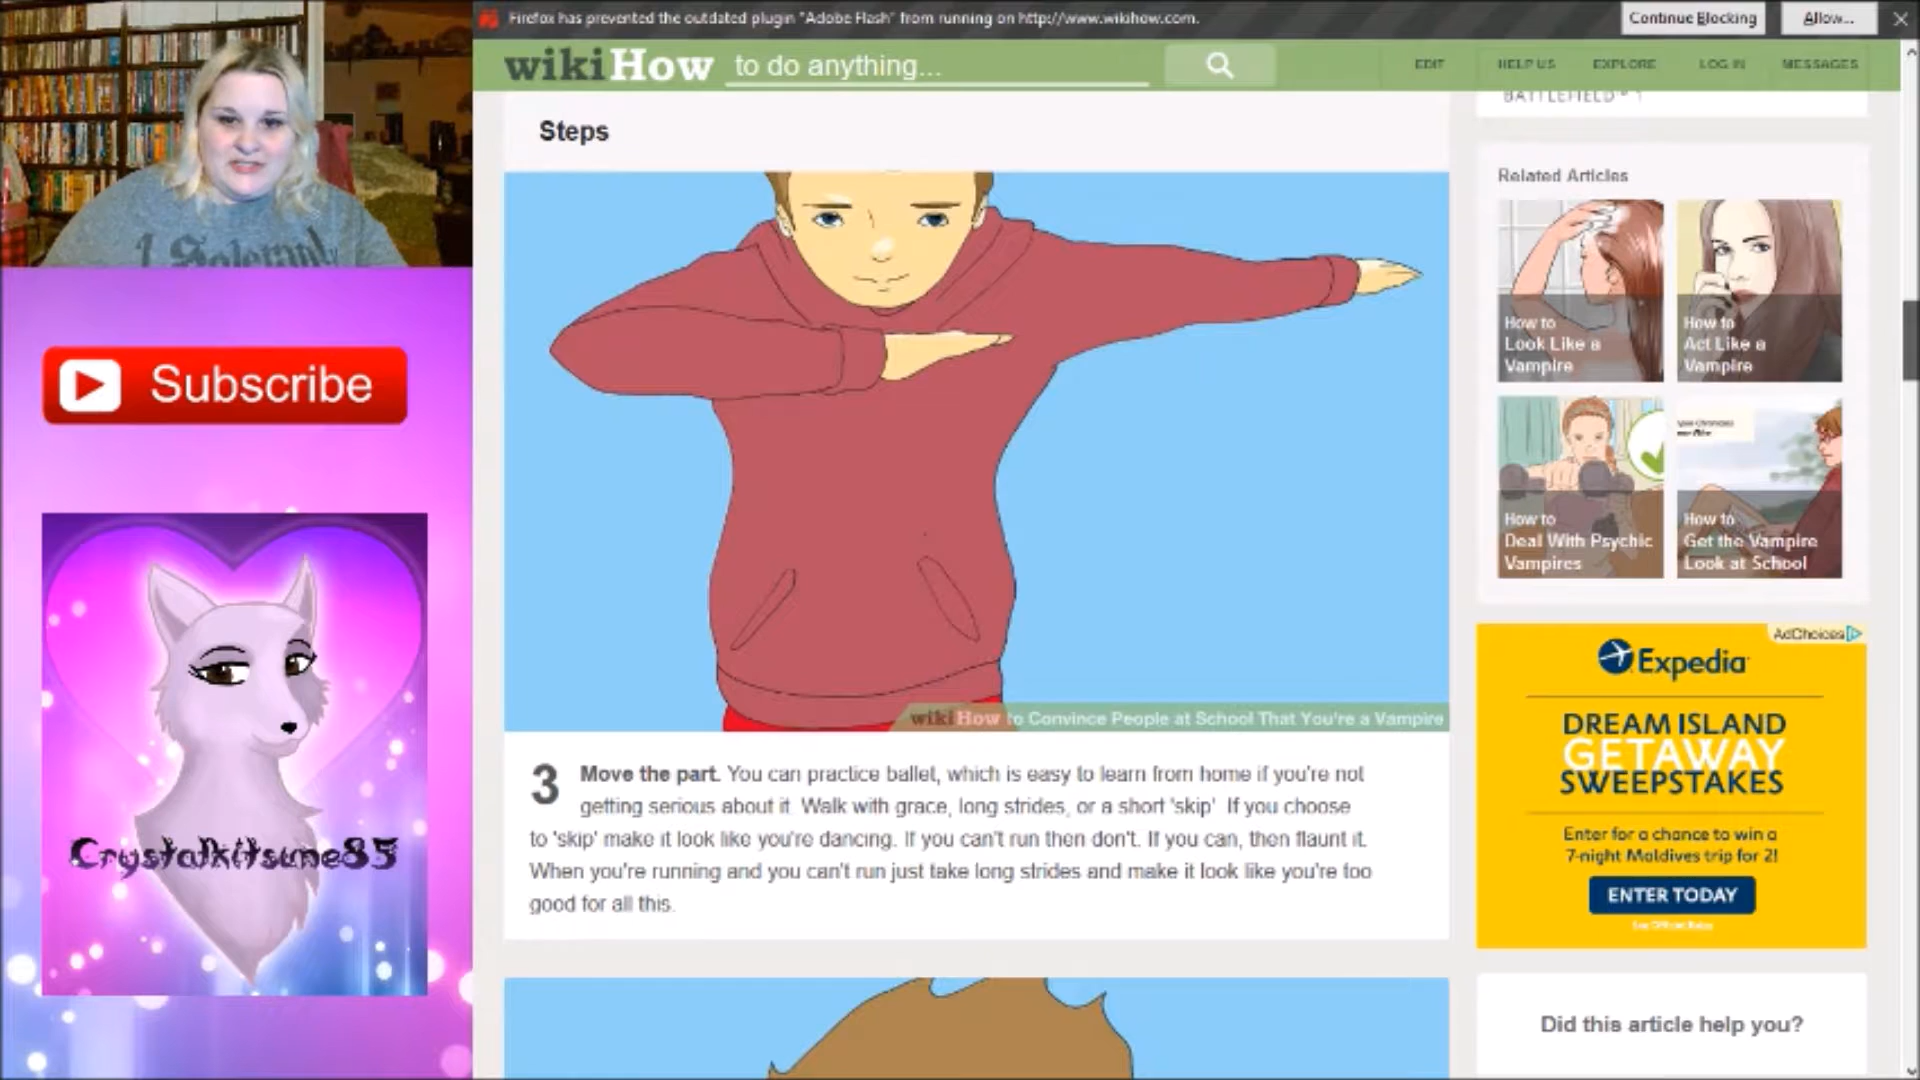 Firefox has prevented the outdated plugin "Adobe Flash" from running on http://www.wikihow.com.
Continue Blocking
Allow...
wikiHow to do anything...
EDIT
HELP US
EXPLORE
LOG IN
MESSAGES
BATTLEFIELD™ 1
Steps
Related Articles
How to
Look Like a
Vampire
How to
Act Like a
Vampire
How to
Deal With Psychic
Vampires
How to
Get the Vampire
Look at School
Subscribe
Crystalkitsune85
wikiHow to Convince People at School That You're a Vampire
3 Move the part. You can practice ballet, which is easy to learn from home if you're not
getting serious about it. Walk with grace, long strides, or a short 'skip'. If you choose
to 'skip' make it look like you're dancing. If you can't run then don't. If you can, then flaunt it.
When you're running and you can't run just take long strides and make it look like you're too
good for all this.
AdChoices
Expedia
DREAM ISLAND
GETAWAY
SWEEPSTAKES
Enter for a chance to win a
7-night Maldives trip for 2!
ENTER TODAY
Did this article help you?